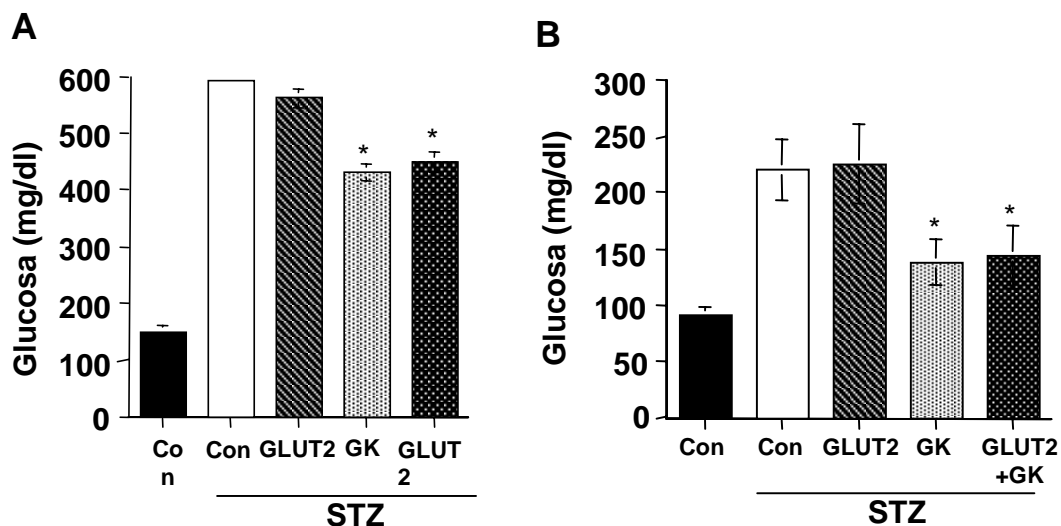 A
Glucosa (mg/dl)
600
500
400
300
200
100
0
*
*
Co
n
Con
GLUT2
GK
GLUT
2
STZ
B
Glucosa (mg/dl)
300
250
200
150
100
50
0
*
*
Con
Con
GLUT2
GK
GLUT2
+GK
STZ